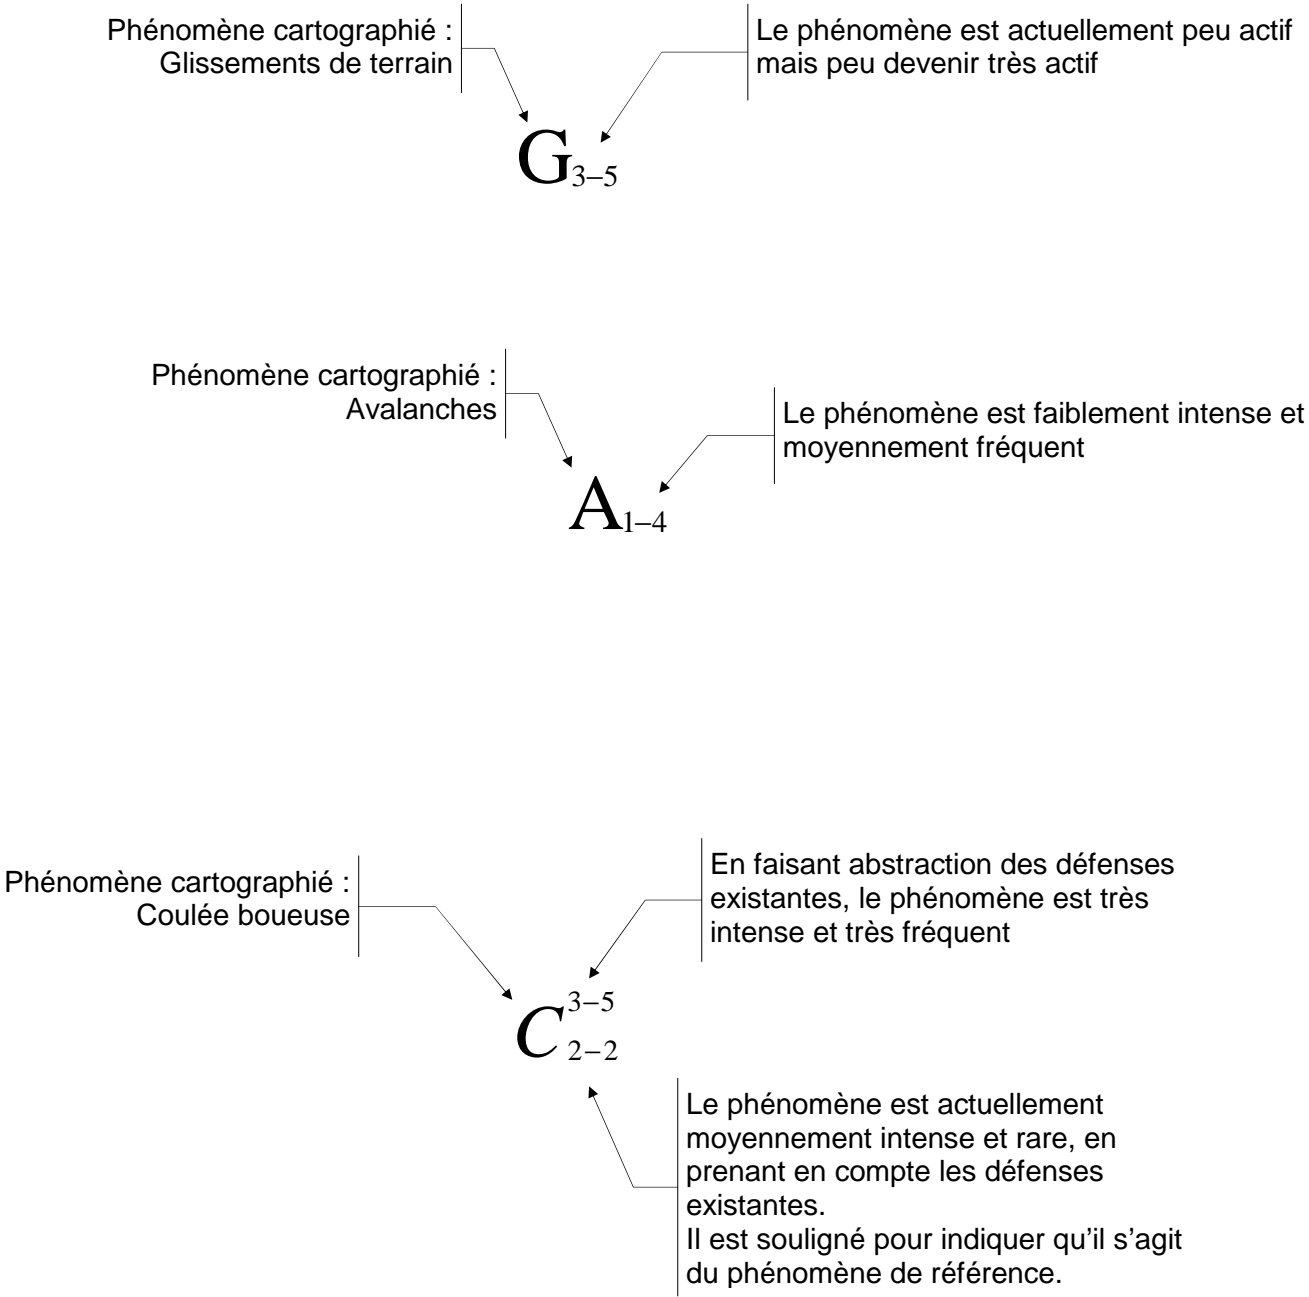 Phénomène cartographié :
Glissements de terrain
Le phénomène est actuellement peu actif
mais peu devenir très actif
G3–5
Phénomène cartographié :
Avalanches
Le phénomène est faiblement intense et
moyennement fréquent
A1–4
Phénomène cartographié :
Coulée boueuse
En faisant abstraction des défenses
existantes, le phénomène est très
intense et très fréquent
3–5
C
2–2
Le phénomène est actuellement
moyennement intense et rare, en
prenant en compte les défenses
existantes.
Il est souligné pour indiquer qu’il s’agit
du phénomène de référence.